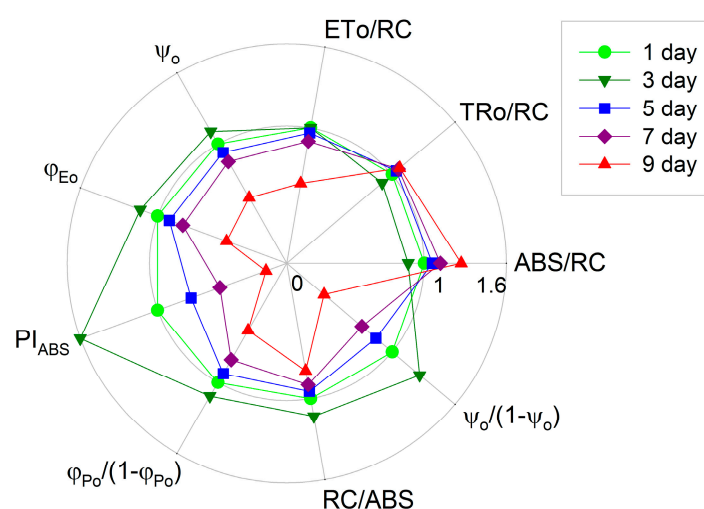 ETo/RC
ψo
TRo/RC
φEo
ABS/RC
0
1
1.6
PIABS
ψo/(1-ψo)
φPo/(1-φPo)
RC/ABS
1 day
3 day
5 day
7 day
9 day